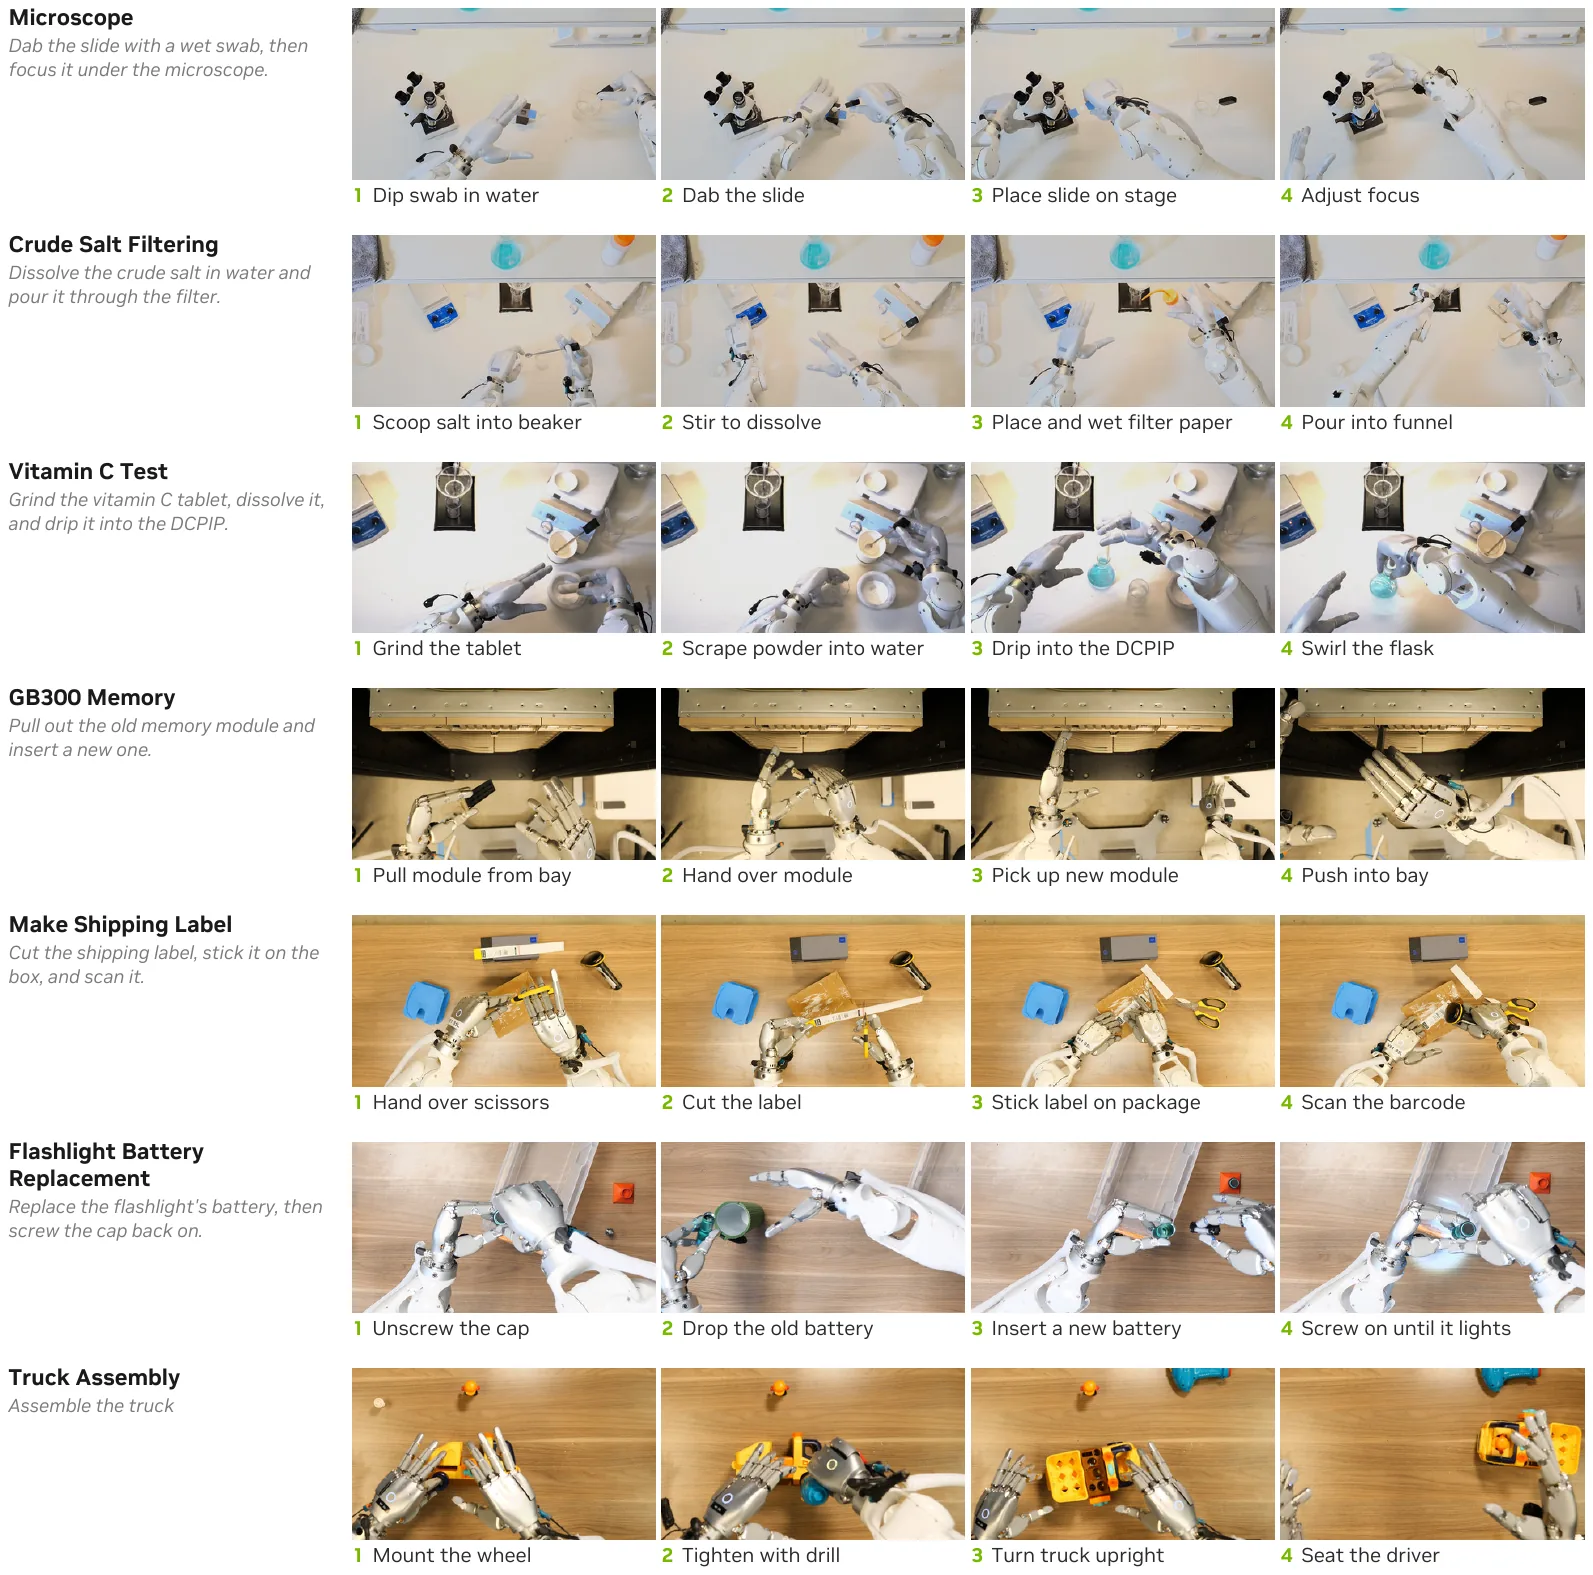 Microscope
Dab the slide with a wet swab, then
focus it under the microscope.
1 Dip swab in water
2 Dab the slide
3 Place slide on stage
4 Adjust focus
Crude Salt Filtering
Dissolve the crude salt in water and
pour it through the filter.
1 Scoop salt into beaker
2 Stir to dissolve
3 Place and wet filter paper
4 Pour into funnel
Vitamin C Test
Grind the vitamin C tablet, dissolve it,
and drip it into the DCPIP.
1 Grind the tablet
2 Scrape powder into water
3 Drip into the DCPIP
4 Swirl the flask
GB300 Memory
Pull out the old memory module and
insert a new one.
1 Pull module from bay
2 Hand over module
3 Pick up new module
4 Push into bay
Make Shipping Label
Cut the shipping label, stick it on the
box, and scan it.
1 Hand over scissors
2 Cut the label
3 Stick label on package
4 Scan the barcode
Flashlight Battery
Replacement
Replace the flashlight's battery, then
screw the cap back on.
1 Unscrew the cap
2 Drop the old battery
3 Insert a new battery
4 Screw on until it lights
Truck Assembly
Assemble the truck
1 Mount the wheel
2 Tighten with drill
3 Turn truck upright
4 Seat the driver